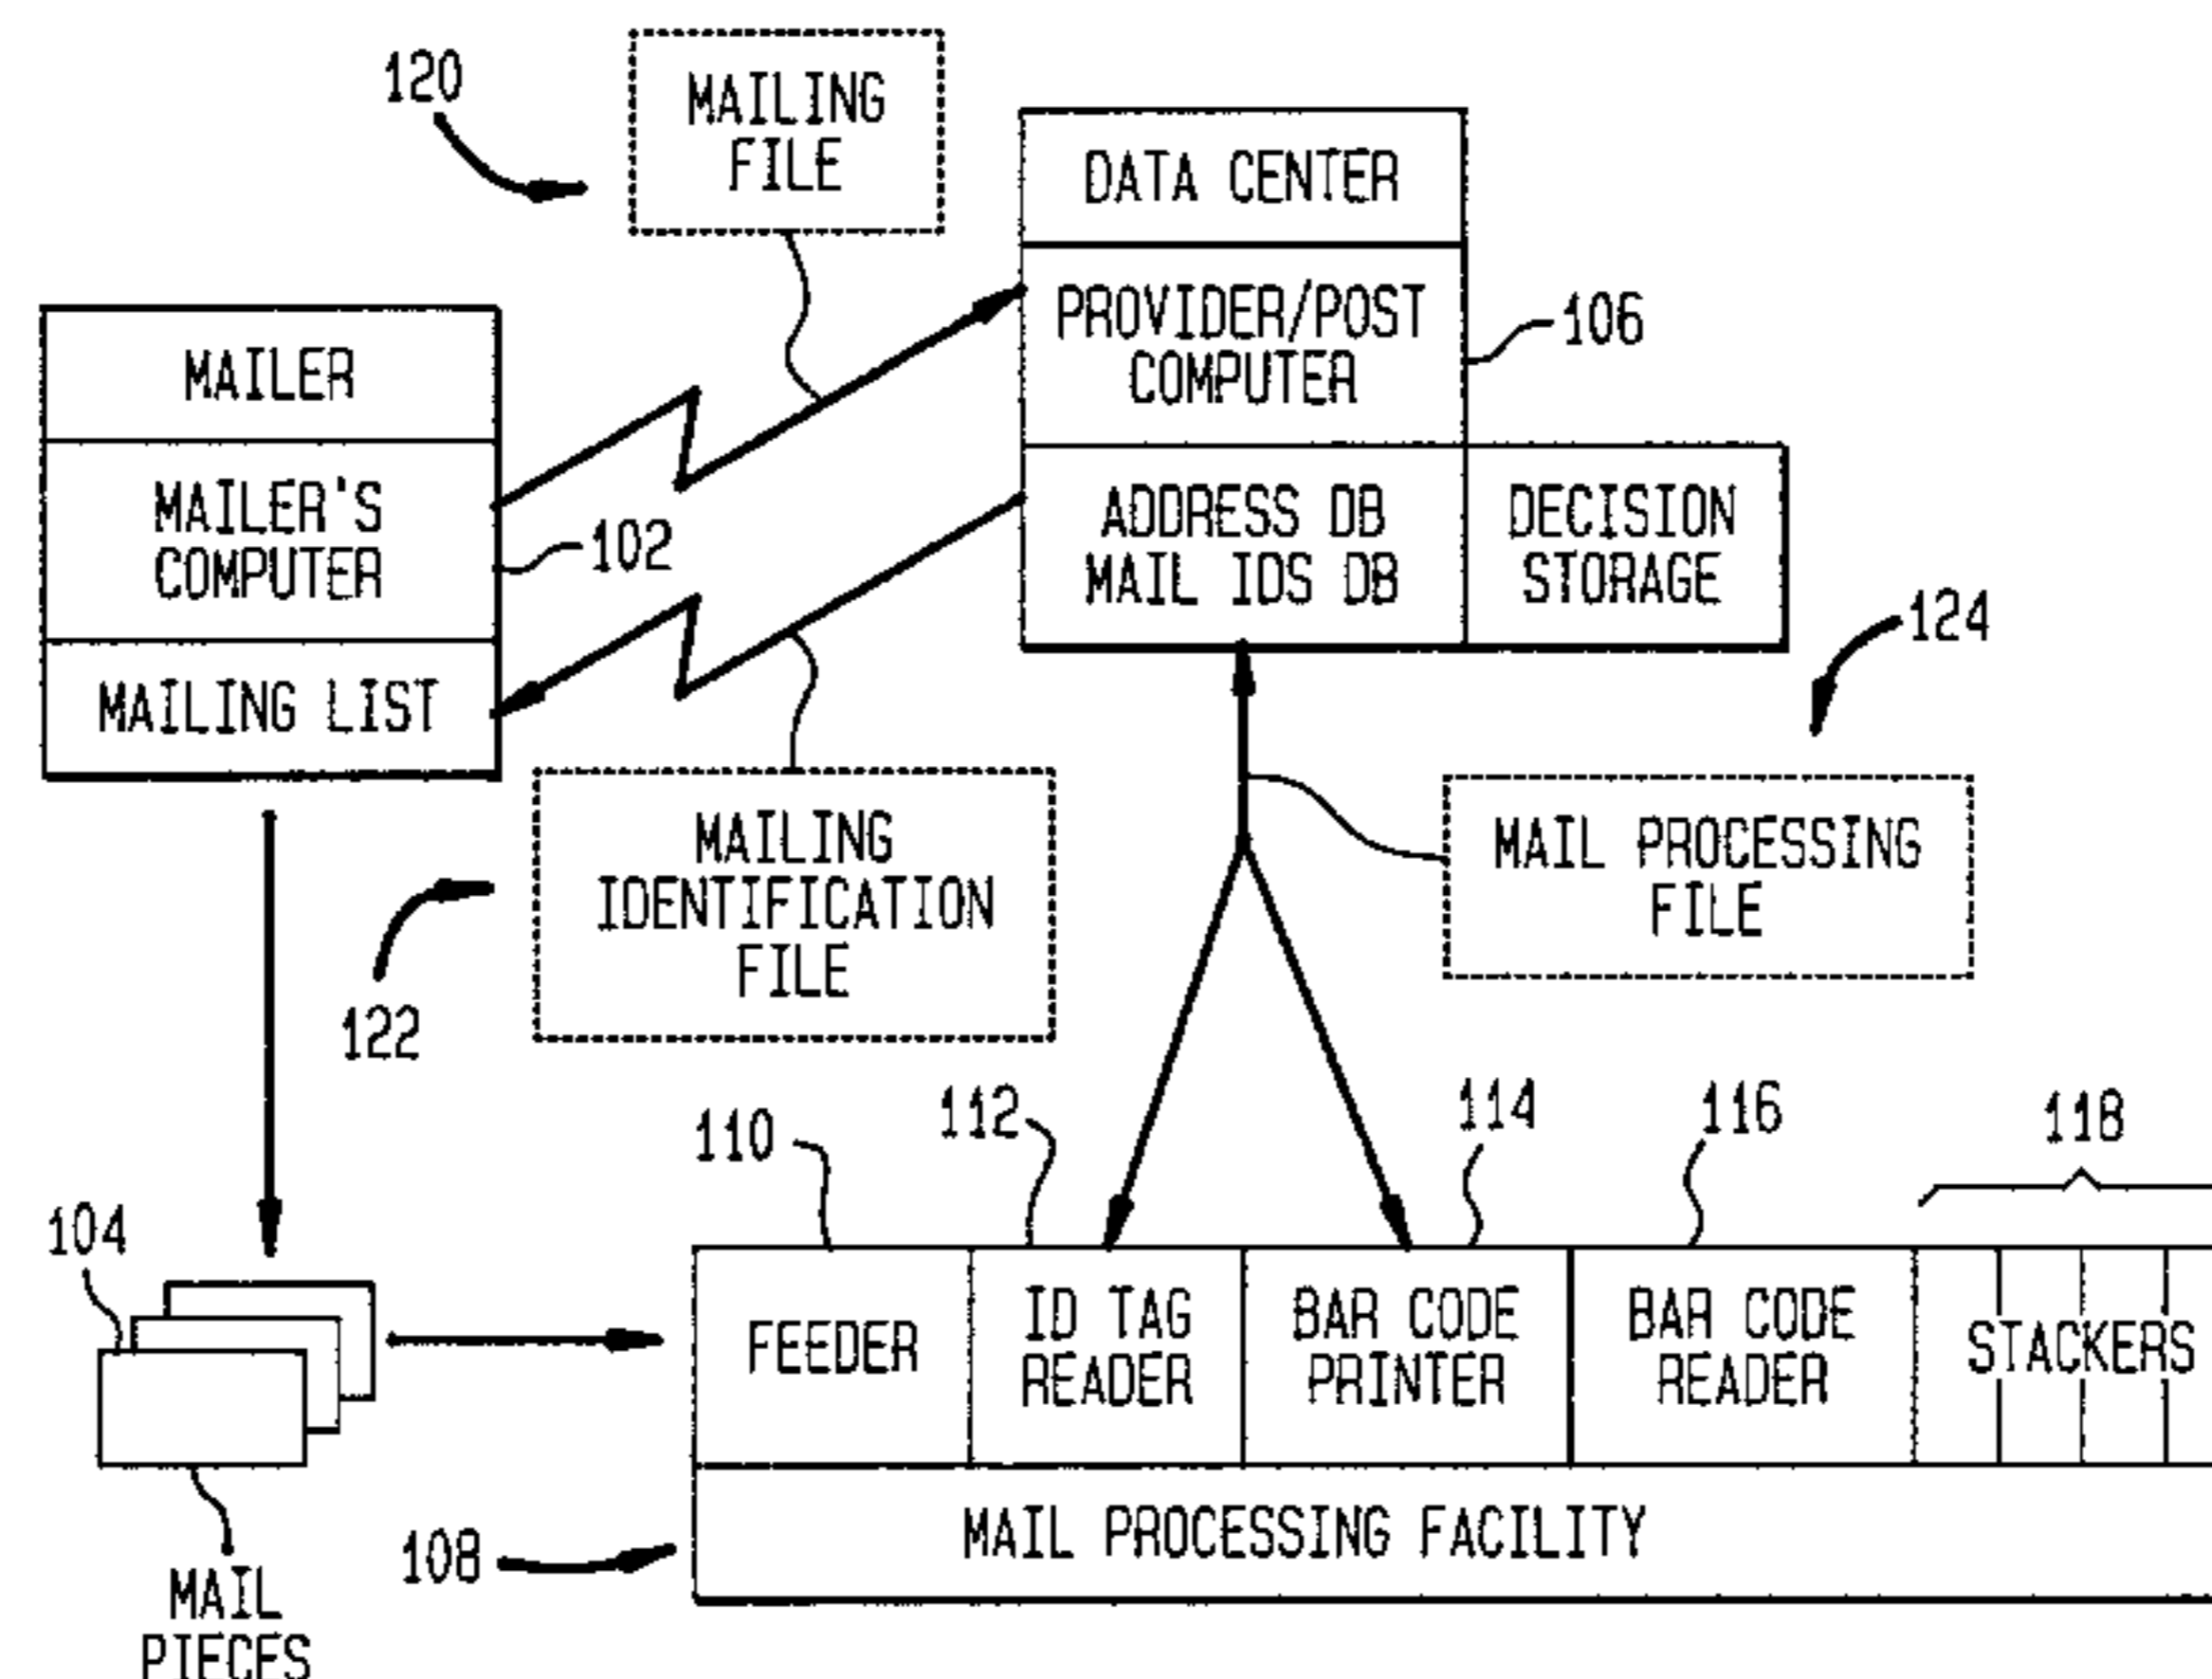 120
MAILING
FILE
DATA CENTER
PROVIDER/POST
COMPUTER
106
MAILER
MAILER'S
COMPUTER
102
MAILING LIST
ADDRESS DB
MAIL IDS DB
DECISION
STORAGE
124
MAILING
IDENTIFICATION
FILE
122
MAIL PROCESSING
FILE
110
112
114
116
118
104
FEEDER
ID TAG
READER
BAR CODE
PRINTER
BAR CODE
READER
STACKERS
108
MAIL PROCESSING FACILITY
MAIL
PIECES